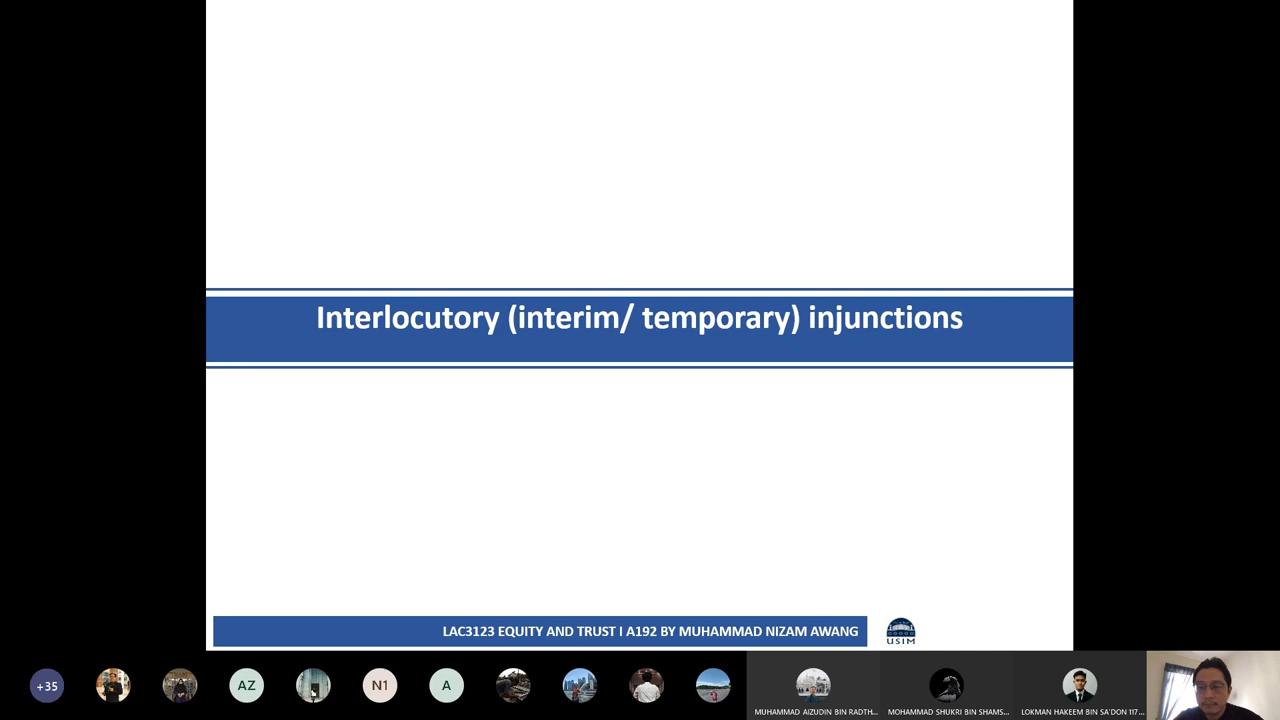 Interlocutory (interim/ temporary) injunctions
LAC3123 EQUITY AND TRUST I A192 BY MUHAMMAD NIZAM AWANG
USIM
+35
AZ
N1
A
MUHAMMAD AIZUDIN BIN RADTH...
MOHAMMAD SHUKRI BIN SHAMS...
LOKMAN HAKEEM BIN SA'DON 117...